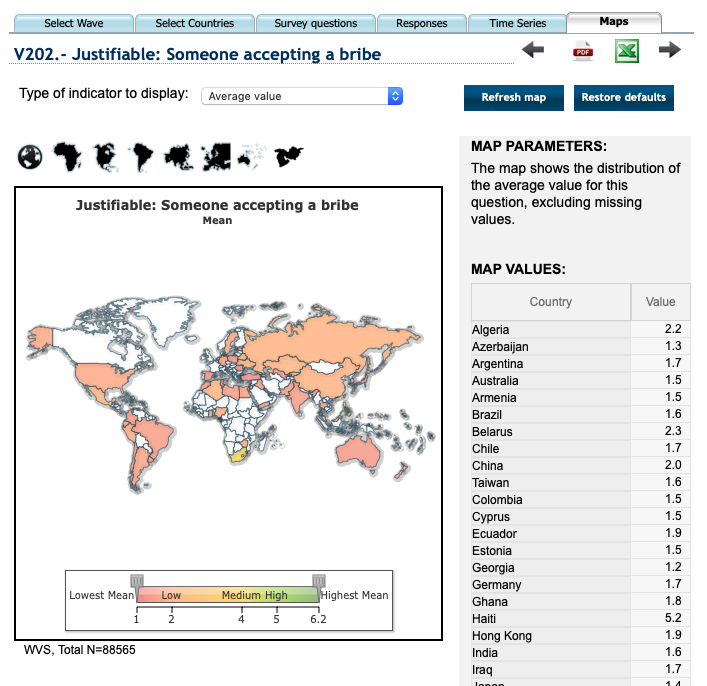 Select Wave
Select Countries
Survey questions
Responses
Time Series
Maps
V202.- Justifiable: Someone accepting a bribe
PDF
Type of indicator to display:
Average value
Refresh map
Restore defaults
Justifiable: Someone accepting a bribe
Mean
Lowest Mean
Low
Medium High
Highest Mean
1 2 4 5 6.2
WVS, Total N=88565
MAP PARAMETERS:
The map shows the distribution of
the average value for this
question, excluding missing
values.
MAP VALUES:
Country Value
Algeria 2.2
Azerbaijan 1.3
Argentina 1.7
Australia 1.5
Armenia 1.5
Brazil 1.6
Belarus 2.3
Chile 1.7
China 2.0
Taiwan 1.6
Colombia 1.5
Cyprus 1.5
Ecuador 1.9
Estonia 1.5
Georgia 1.2
Germany 1.7
Ghana 1.8
Haiti 5.2
Hong Kong 1.9
India 1.6
Iraq 1.7
Japan 1.4